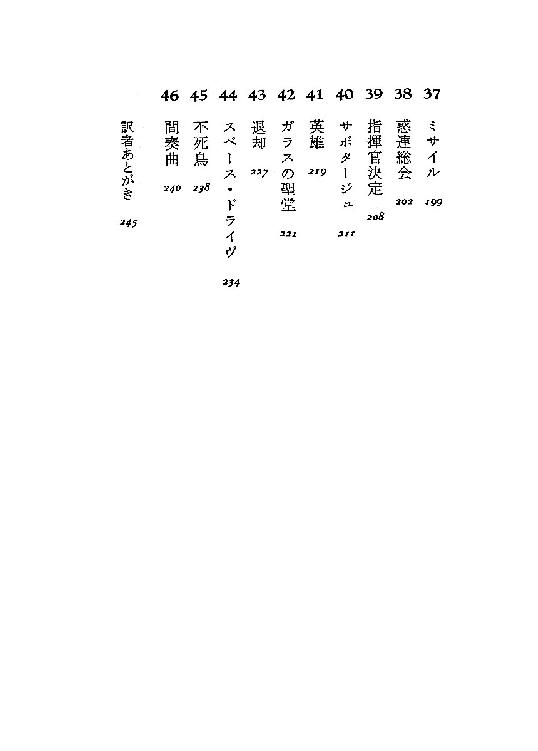 37 ミサイル 199
38 惑連総会 202
39 指揮官決定 208
40 サボタージュ 211
41 英雄 219
42 ガラスの聖堂 221
43 退却 227
44 スペース・ドライヴ 234
45 不死鳥 238
46 間奏曲 240
訳者あとがき 245